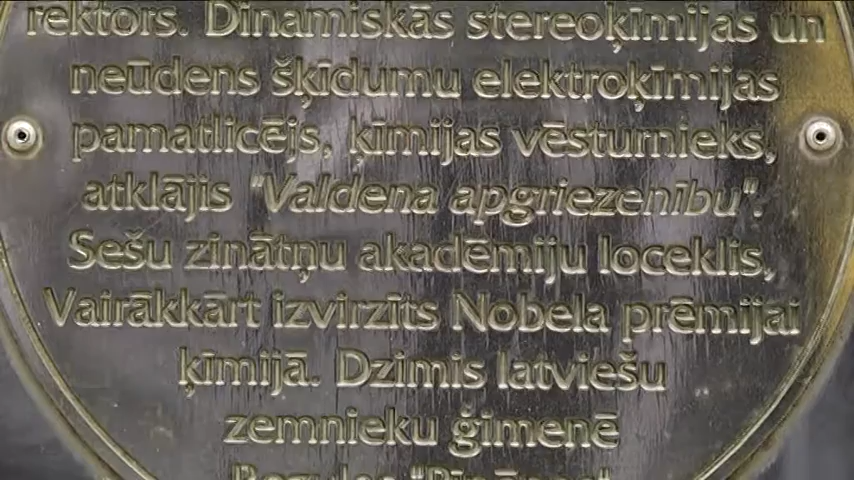 rektors. Dinamiskās stereoķīmijas un
neūdens šķīdumu elektroķīmijas
pamatlicējs, ķīmijas vēsturnieks,
atklājis "Valdena apgriezenību".
Sešu zinātņu akadēmiju loceklis,
Vairākkārt izvirzīts Nobela prēmijai
ķīmijā. Dzimis latviešu
zemnieku ģimenē